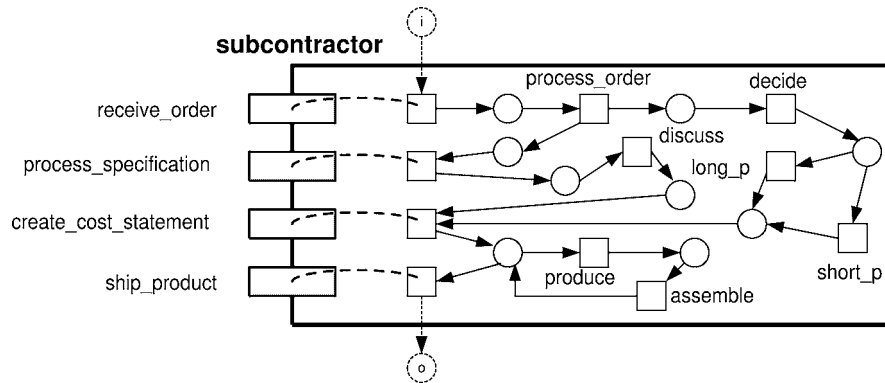 i
subcontractor
process_order
decide
receive_order
discuss
process_specification
long_p
create_cost_statement
produce
short_p
ship_product
assemble
o